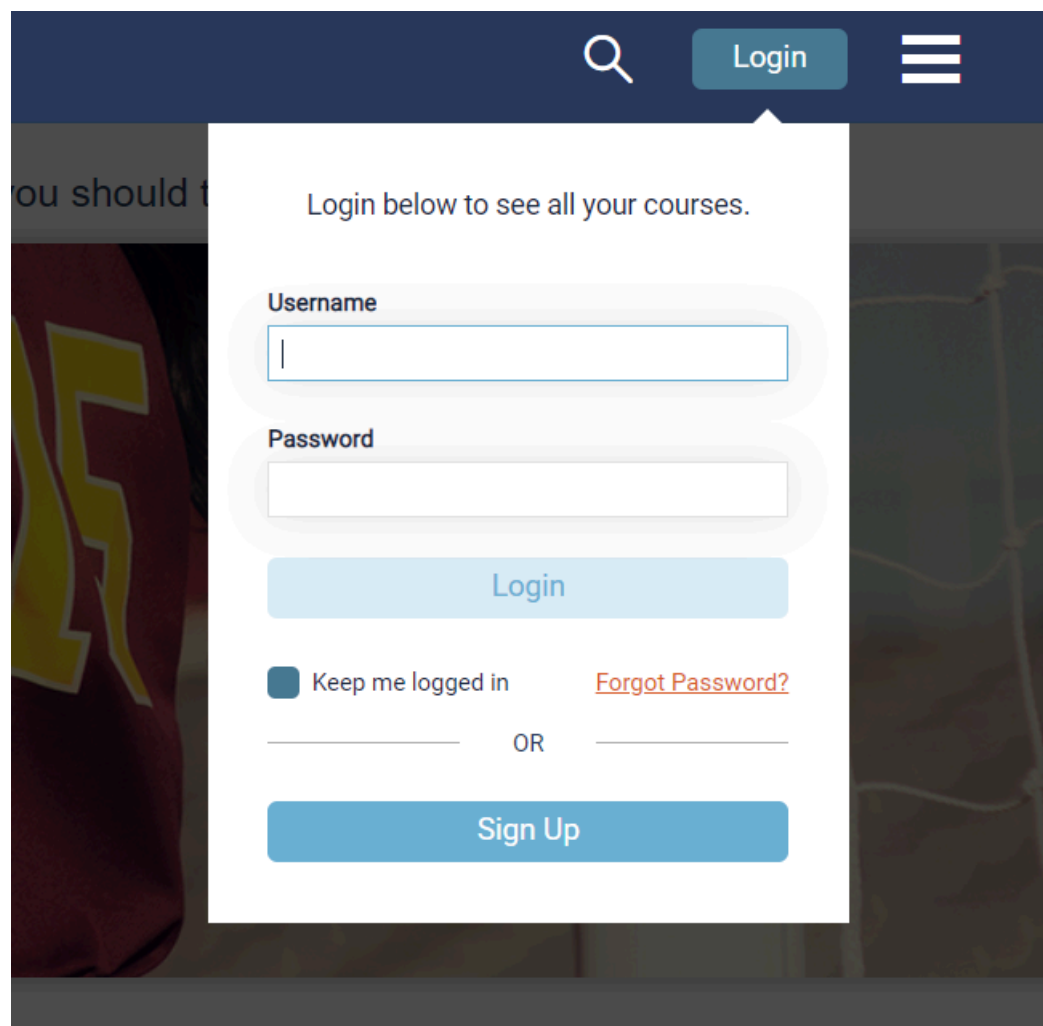 Login
ou should t
Login below to see all your courses.
Username
Password
Login
Keep me logged in
Forgot Password?
OR
Sign Up